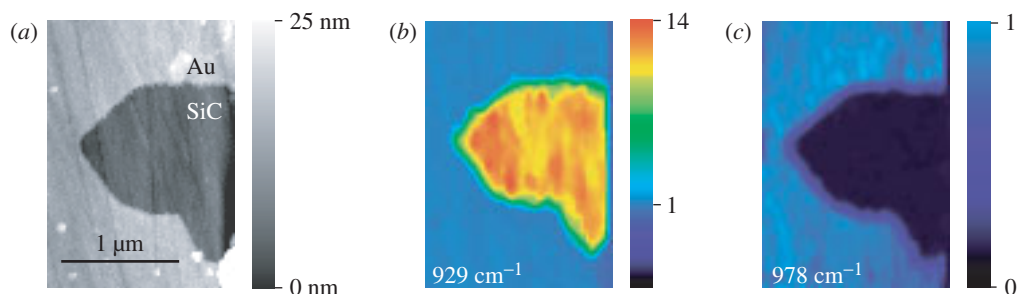 (a)
25 nm
Au
SiC
1 µm
0 nm
(b)
14
1
929 cm⁻¹
(c)
1
978 cm⁻¹
0